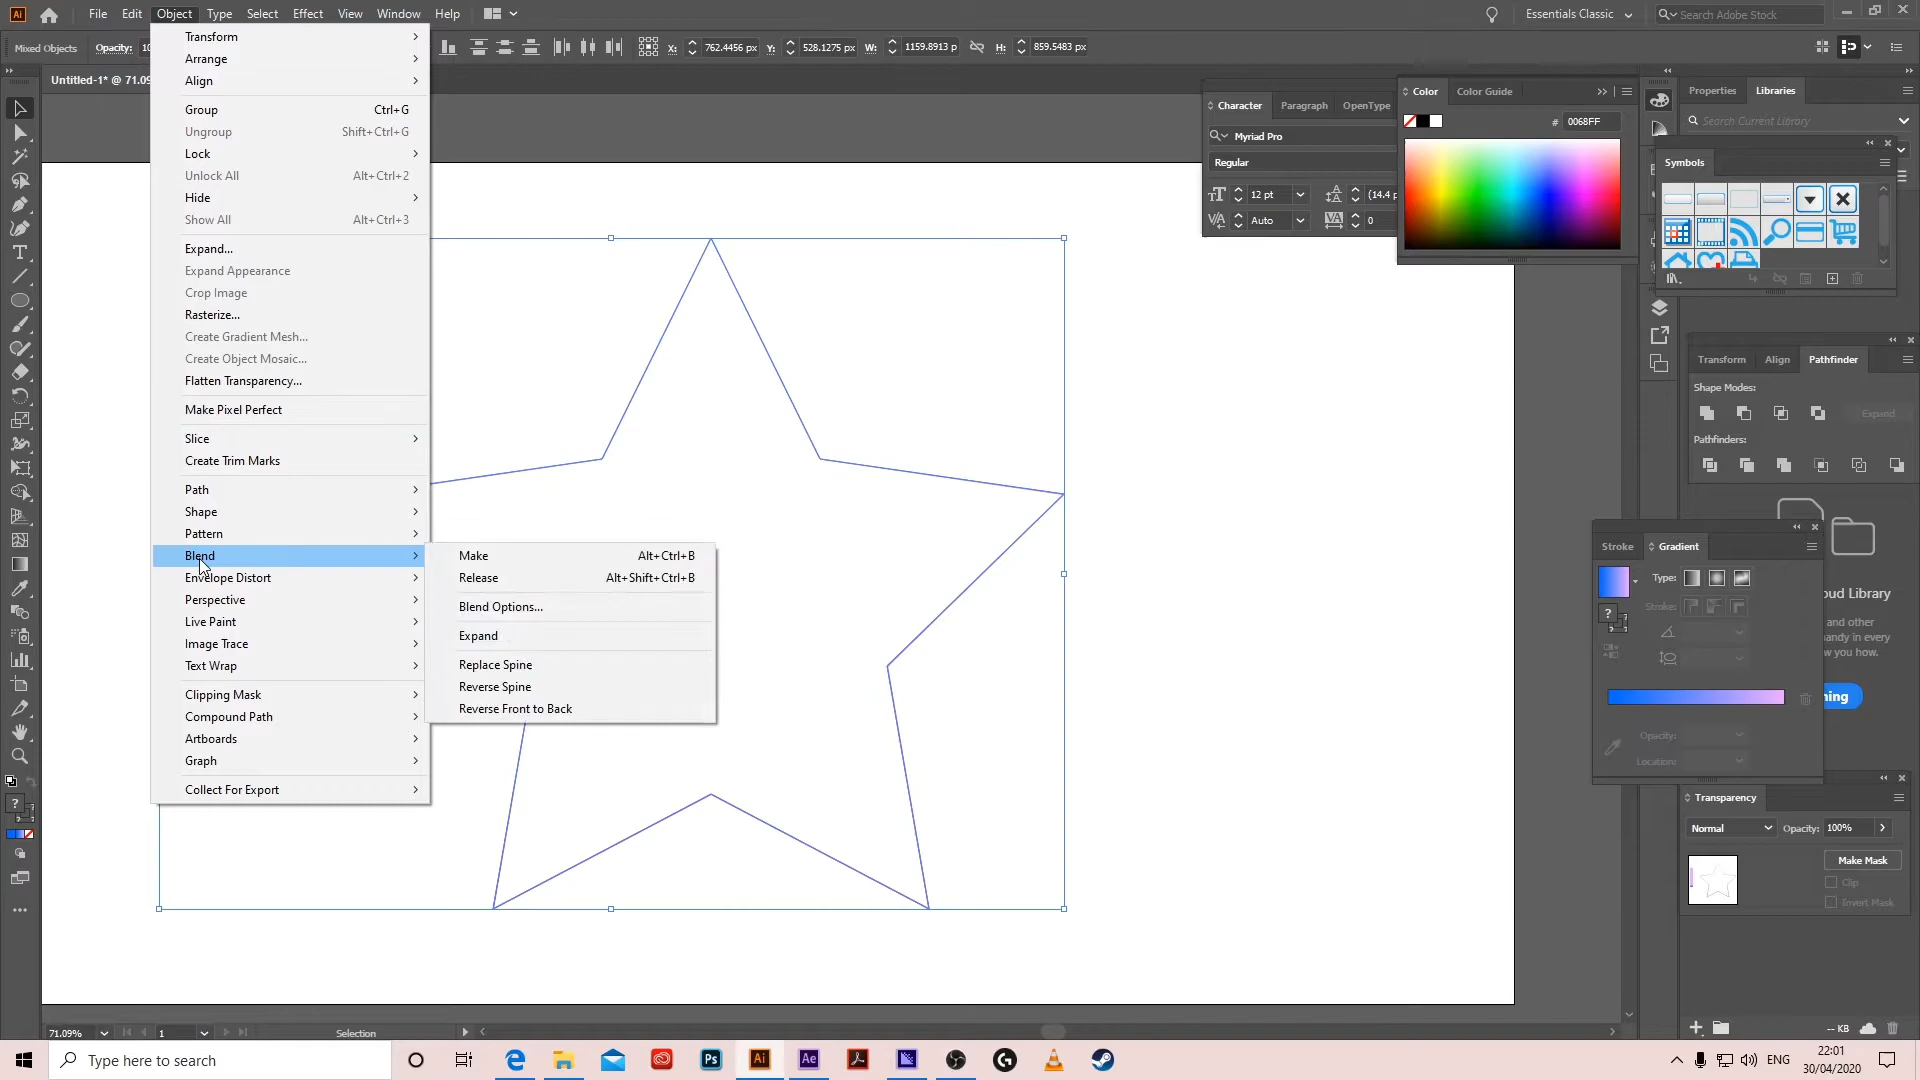 Ai File Edit Object Type Select Effect View Window Help Essentials Classic Search Adobe Stock
Mixed Objects Opacity: 10 X: 762.4456 px Y: 528.1275 px W: 1159.8913 p H: 859.5483 px
Untitled-1* @ 71.09
Transform
Arrange
Align
Group Ctrl+G
Ungroup Shift+Ctrl+G
Lock
Unlock All Alt+Ctrl+2
Hide
Show All Alt+Ctrl+3
Expand...
Expand Appearance
Crop Image
Rasterize...
Create Gradient Mesh...
Create Object Mosaic...
Flatten Transparency...
Make Pixel Perfect
Slice
Create Trim Marks
Path
Shape
Pattern
Blend
Envelope Distort
Perspective
Live Paint
Image Trace
Text Wrap
Clipping Mask
Compound Path
Artboards
Graph
Collect For Export
Make Alt+Ctrl+B
Release Alt+Shift+Ctrl+B
Blend Options...
Expand
Replace Spine
Reverse Spine
Reverse Front to Back
Character Paragraph OpenType
Myriad Pro
Regular
12 pt (14.4 p
Auto 0
Color Color Guide
# 0068FF
Properties Libraries
Search Current Library
Symbols
Transform Align Pathfinder
Shape Modes:
Expand
Pathfinders:
Stroke Gradient
Type:
Stroke:
Opacity:
Location:
oud Library
and other
handy in every
w you how.
ning
Transparency
Normal Opacity: 100%
Make Mask
Clip
Invert Mask
-- KB
71.09% 1 Selection
Type here to search
Ps Ai Ae
ENG 22:01
30/04/2020